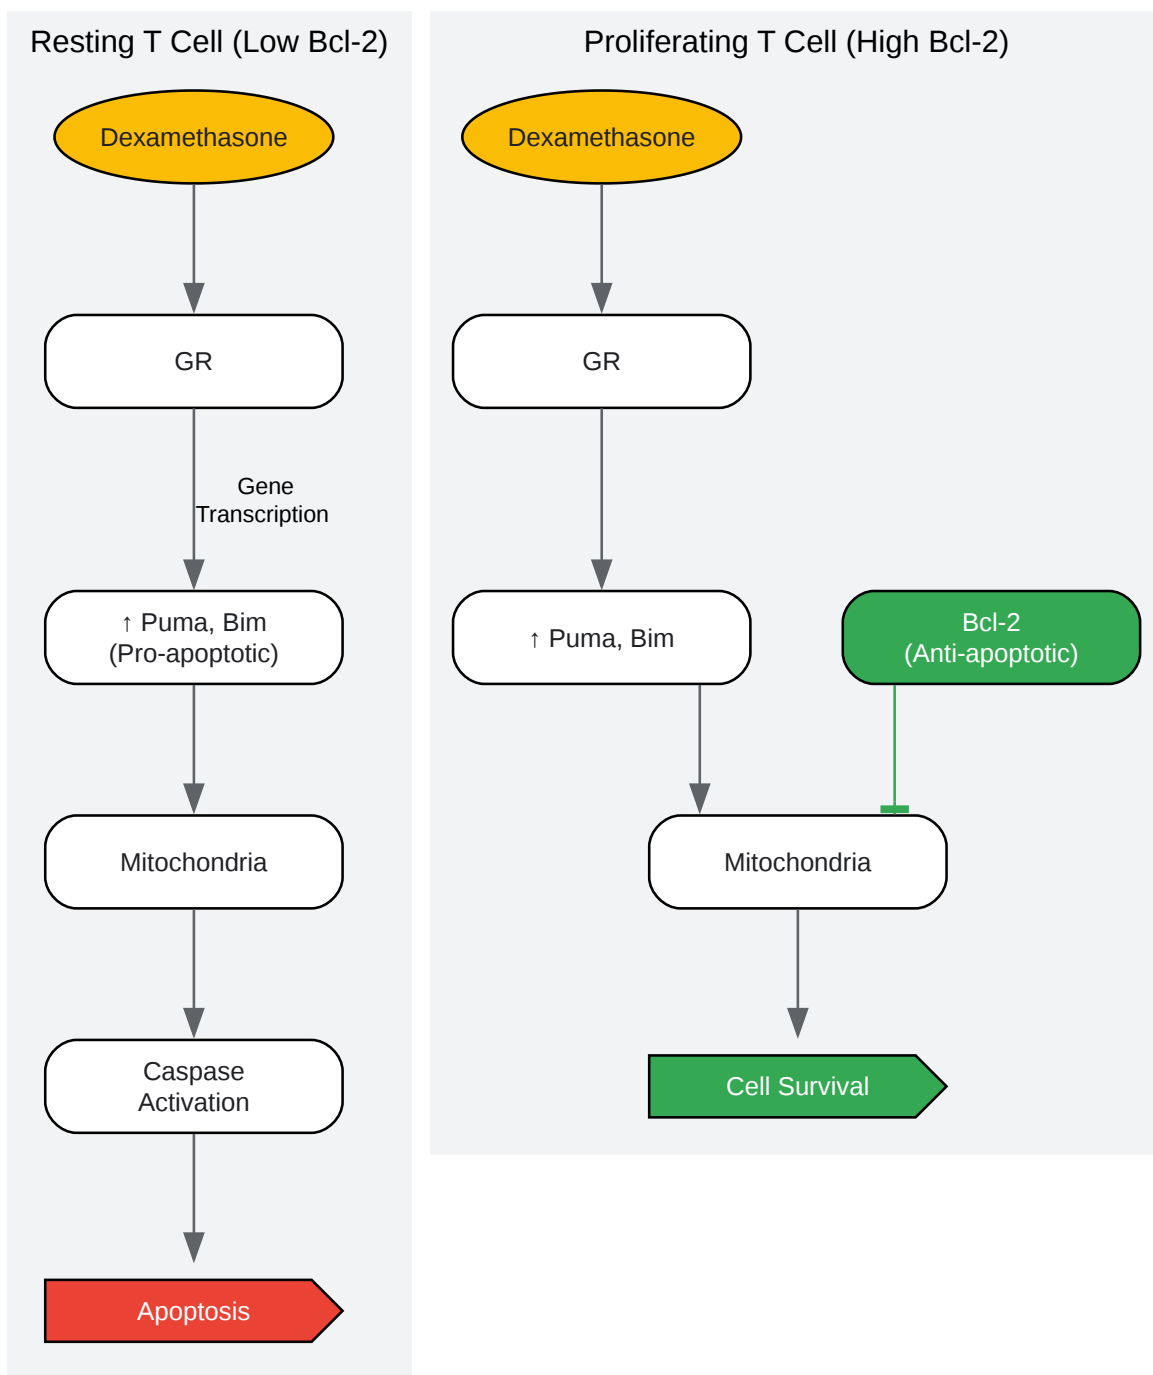 Resting T Cell (Low Bcl-2)
Dexamethasone
GR
Gene
Transcription
↑ Puma, Bim
(Pro-apoptotic)
Mitochondria
Caspase
Activation
Apoptosis
Proliferating T Cell (High Bcl-2)
Dexamethasone
GR
↑ Puma, Bim
Bcl-2
(Anti-apoptotic)
Mitochondria
Cell Survival